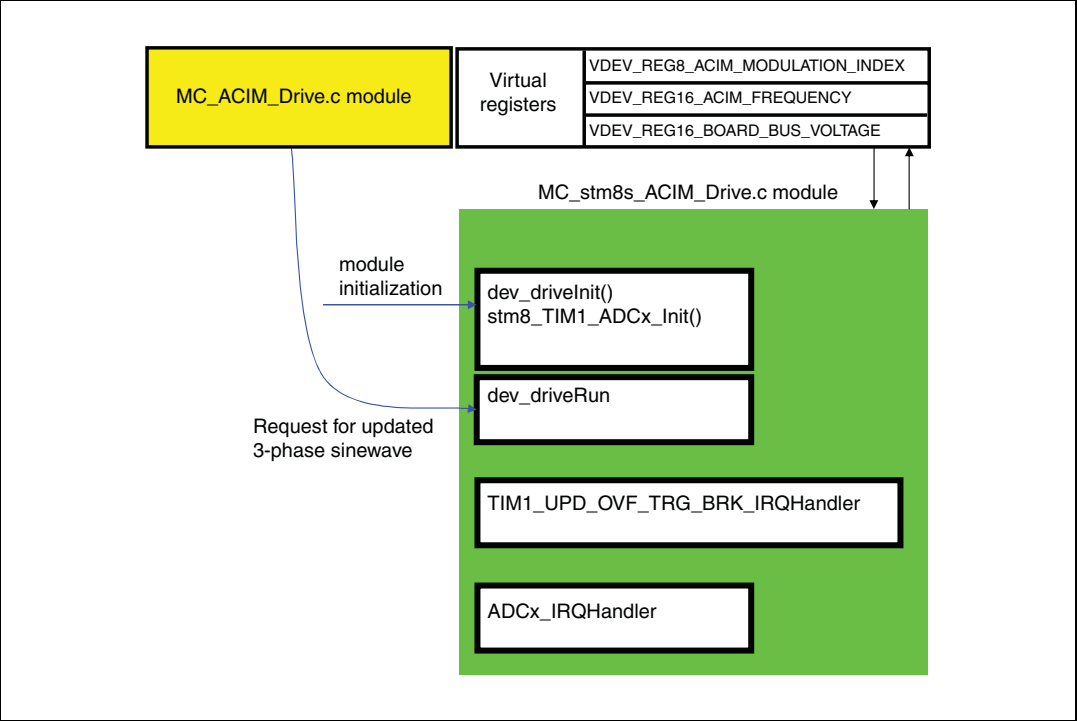 MC_ACIM_Drive.c module
Virtual
registers
VDEV_REG8_ACIM_MODULATION_INDEX
VDEV_REG16_ACIM_FREQUENCY
VDEV_REG16_BOARD_BUS_VOLTAGE
MC_stm8s_ACIM_Drive.c module
module
initialization
dev_driveInit()
stm8_TIM1_ADCx_Init()
dev_driveRun
Request for updated
3-phase sinewave
TIM1_UPD_OVF_TRG_BRK_IRQHandler
ADCx_IRQHandler